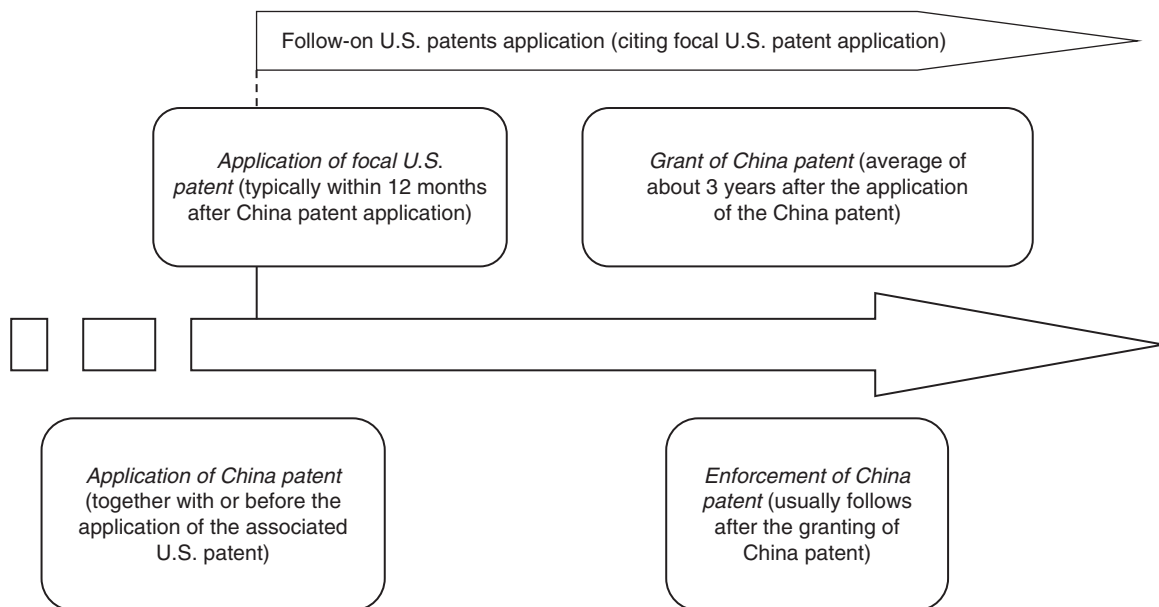 Follow-on U.S. patents application (citing focal U.S. patent application)
Application of focal U.S.
patent (typically within 12 months
after China patent application)
Grant of China patent (average of
about 3 years after the application
of the China patent)
Application of China patent
(together with or before the
application of the associated
U.S. patent)
Enforcement of China
patent (usually follows
after the granting of
China patent)